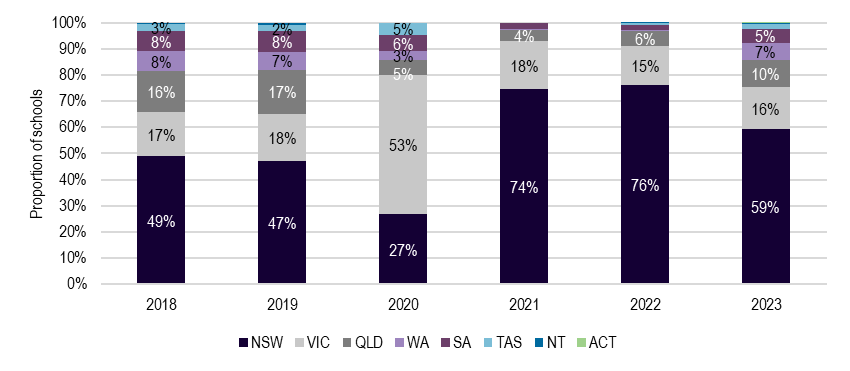 Proportion of schools
100%
90%
80%
70%
60%
50%
40%
30%
20%
10%
0%
3% 2% 5%
8% 8% 6% 4% 6% 5%
8% 7% 3% 7%
16% 17% 5% 18% 15% 10%
17% 18% 53% 16%
49% 47% 27% 74% 76% 59%
2018 2019 2020 2021 2022 2023
NSW VIC QLD WA SA TAS NT ACT